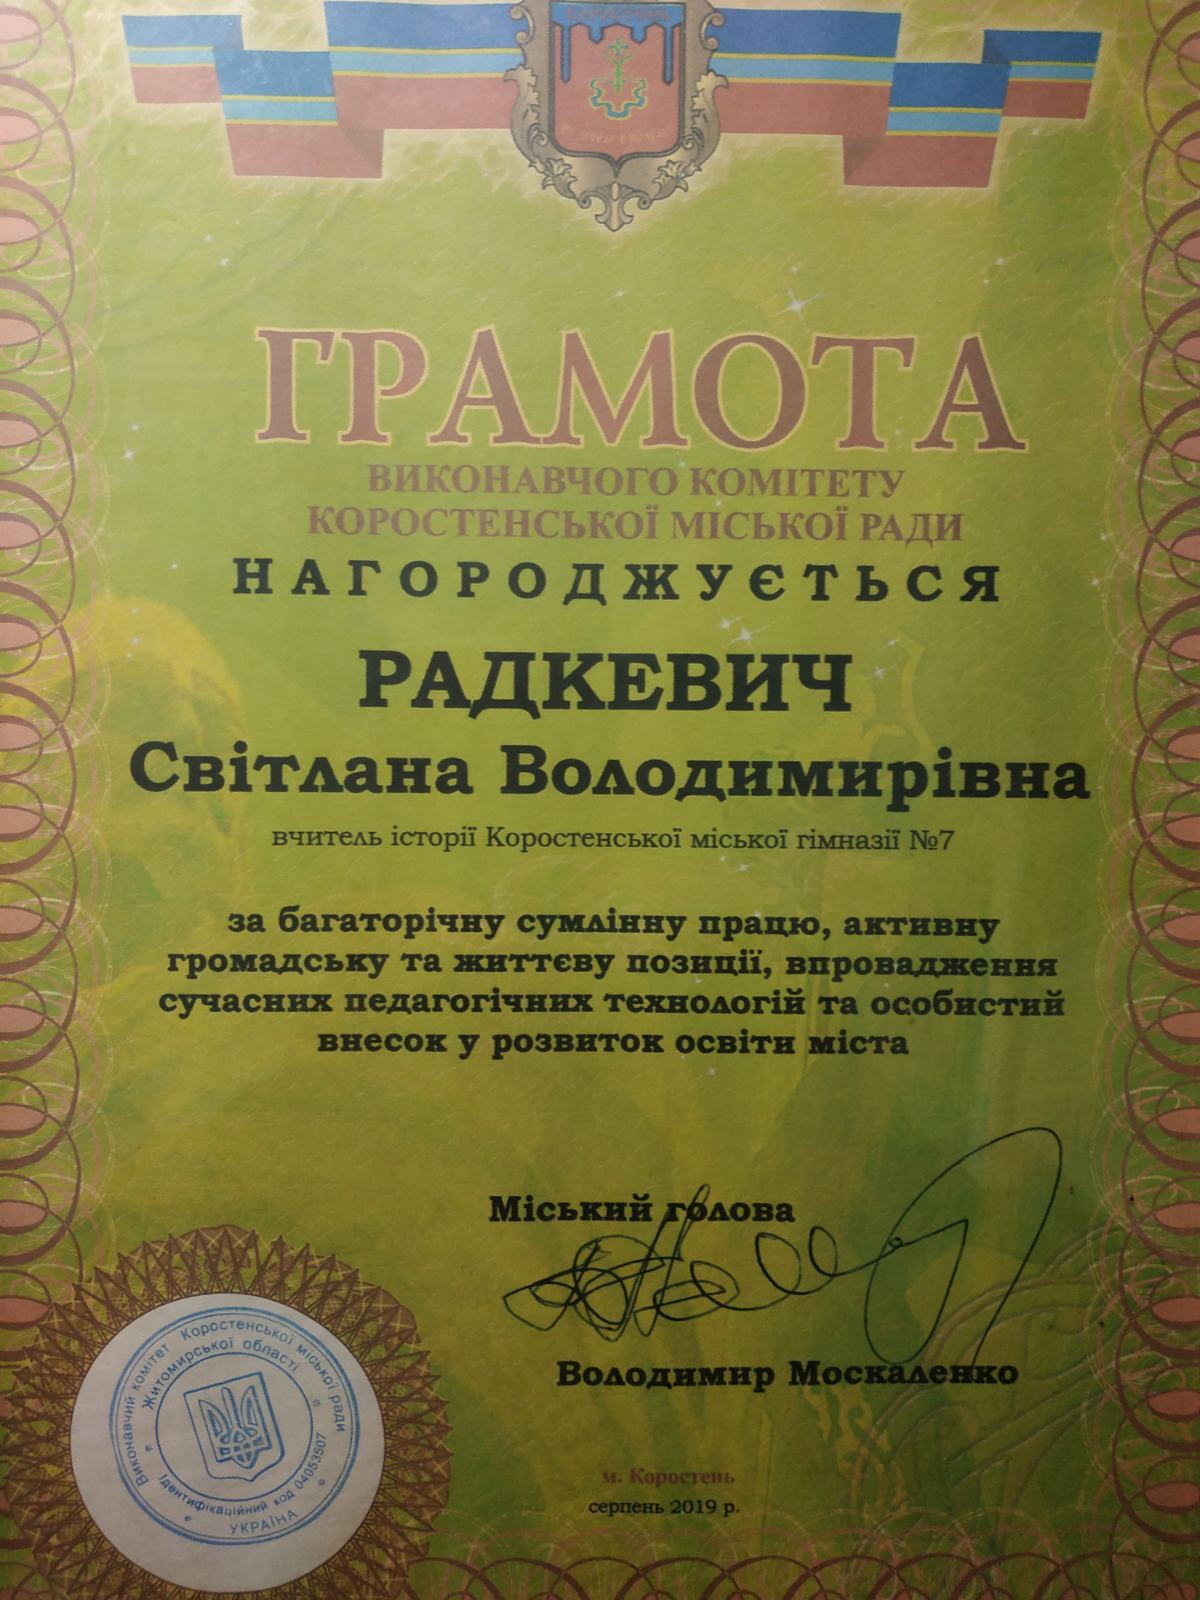 КОРОСТЕНЬ
ГРАМОТА
ВИКОНАВЧОГО КОМІТЕТУ
КОРОСТЕНСЬКОЇ МІСЬКОЇ РАДИ
НАГОРОДЖУЄТЬСЯ
РАДКЕВИЧ
Світлана Володимирівна
вчитель історії Коростенської міської гімназії №7
за багаторічну сумлінну працю, активну
громадську та життєву позиції, впровадження
сучасних педагогічних технологій та особистий
внесок у розвиток освіти міста
Міський голова
Володимир Москаленко
м. Коростень
серпень 2019 р.
Виконавчий комітет Коростенської міської ради
Житомирської області
Ідентифікаційний код 04053507
УКРАЇНА